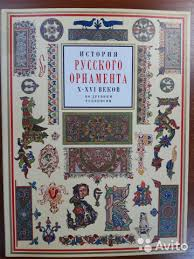 ИСТОРИЯ
РУССКОГО
ОРНАМЕНТА
X-XVI ВЕКОВ
ПО ДРЕВНИМ
РУКОПИСЯМ
Avito